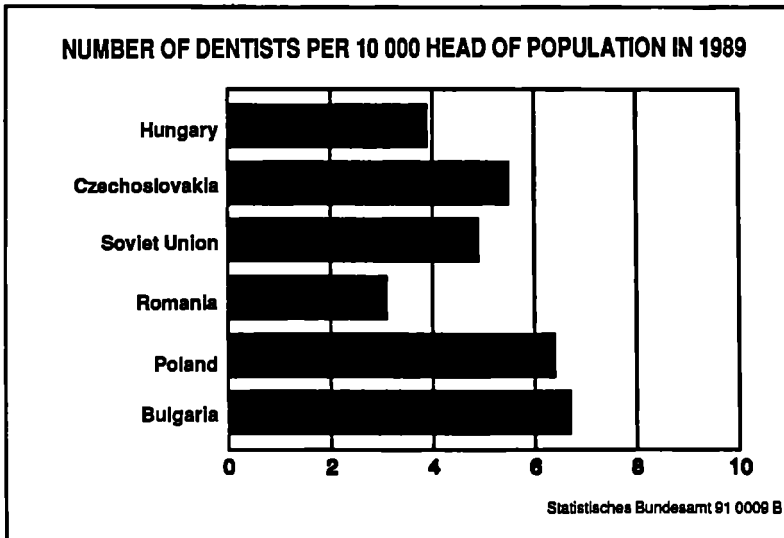 NUMBER OF DENTISTS PER 10 000 HEAD OF POPULATION IN 1989
Hungary
Czechoslovakia
Soviet Union
Romania
Poland
Bulgaria
0 2 4 6 8 10
Statistisches Bundesamt 91 0009 B